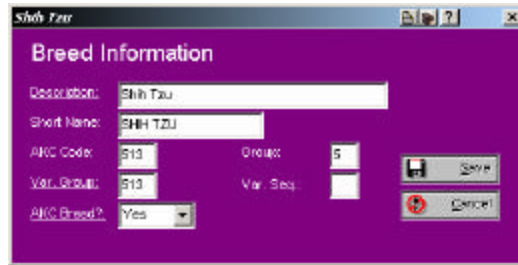 Shih Tzu
Breed Information
Description: Shih Tzu
Short Name: SHIH TZU
AKC Code: 513 Group: 5
Var. Group: 513 Var. Seq.:
AKC Breed?: Yes
Save
Cancel